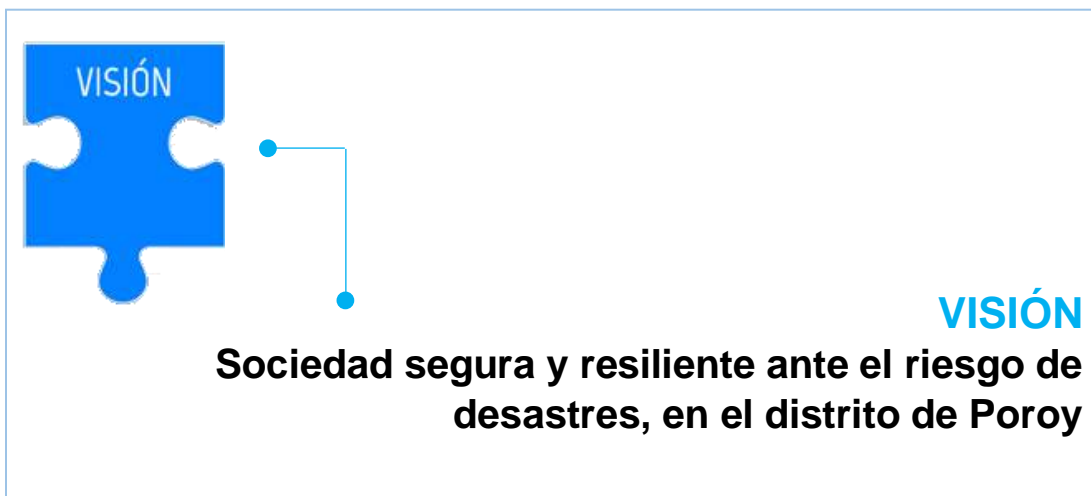 VISIÓN
VISIÓN
Sociedad segura y resiliente ante el riesgo de
desastres, en el distrito de Poroy